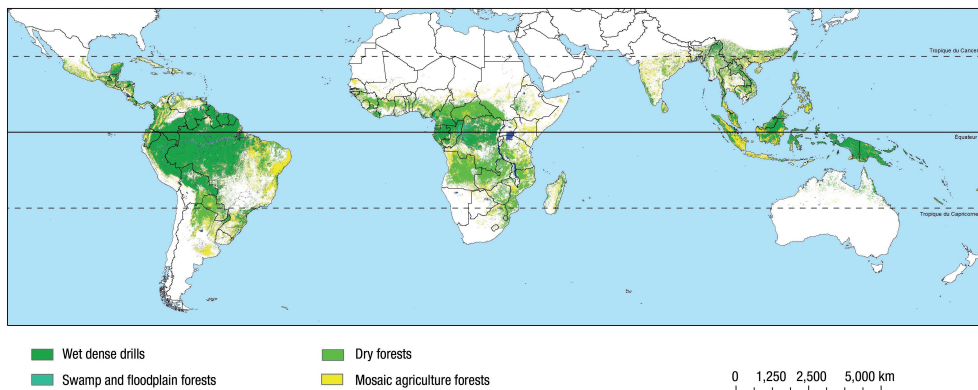 Tropique du Cancer
Equateur
Tropique du Capricorne
Wet dense drills
Dry forests
Swamp and floodplain forests
Mosaic agriculture forests
0 1,250 2,500 5,000 km